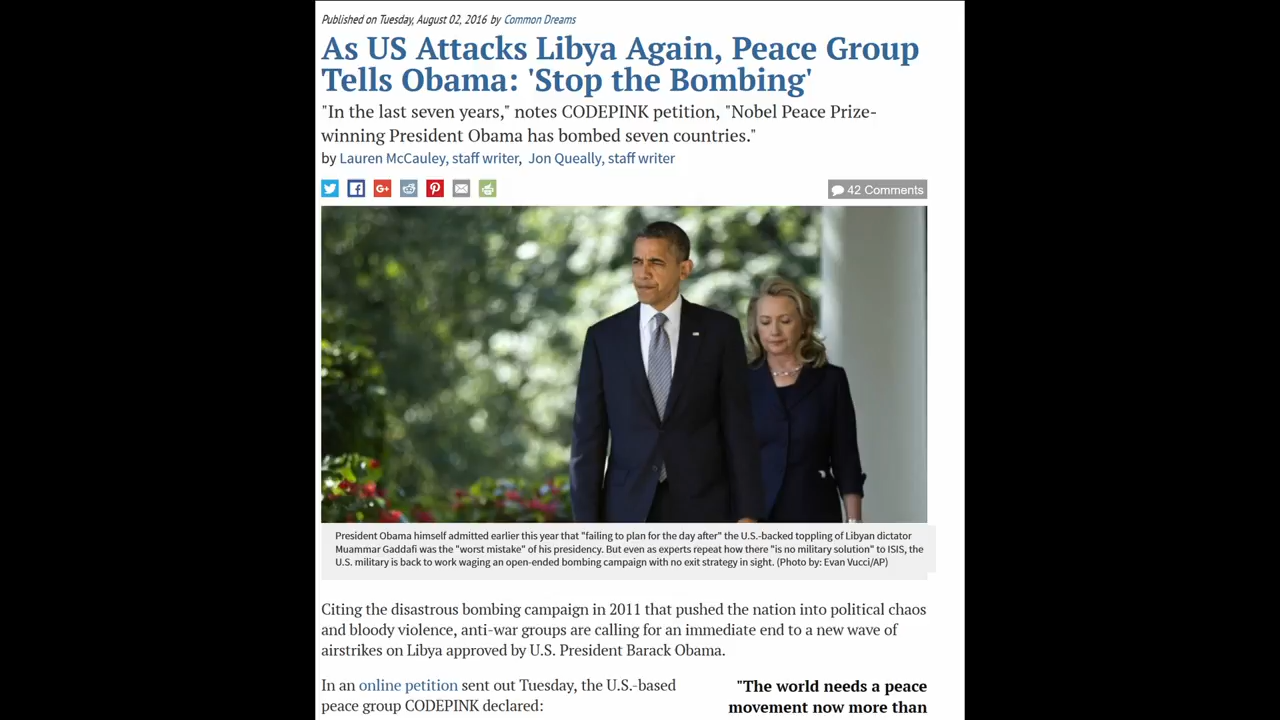 Published on Tuesday, August 02, 2016 by Common Dreams
As US Attacks Libya Again, Peace Group
Tells Obama: 'Stop the Bombing'
"In the last seven years," notes CODEPINK petition, "Nobel Peace Prize-
winning President Obama has bombed seven countries."
by Lauren McCauley, staff writer, Jon Queally, staff writer
42 Comments
President Obama himself admitted earlier this year that "failing to plan for the day after" the U.S.-backed toppling of Libyan dictator
Muammar Gaddafi was the "worst mistake" of his presidency. But even as experts repeat how there "is no military solution" to ISIS, the
U.S. military is back to work waging an open-ended bombing campaign with no exit strategy in sight. (Photo by: Evan Vucci/AP)
Citing the disastrous bombing campaign in 2011 that pushed the nation into political chaos
and bloody violence, anti-war groups are calling for an immediate end to a new wave of
airstrikes on Libya approved by U.S. President Barack Obama.
In an online petition sent out Tuesday, the U.S.-based
peace group CODEPINK declared:
"The world needs a peace
movement now more than